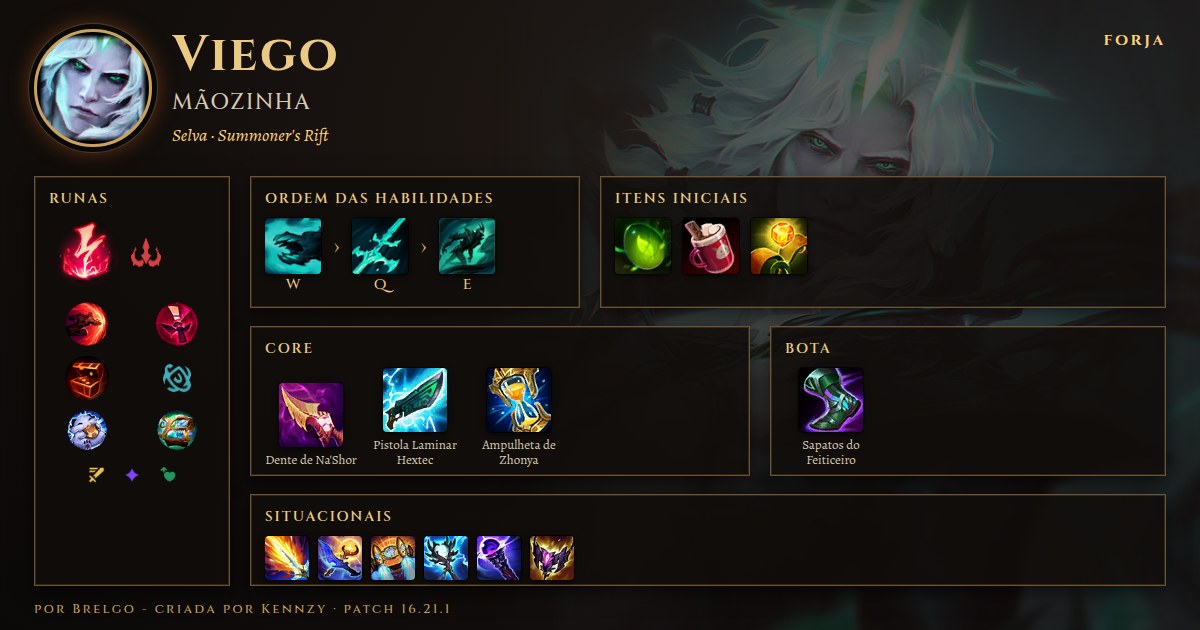 Viego
MÃOZINHA
Selva · Summoner's Rift
FORJA
RUNAS
ORDEM DAS HABILIDADES
W › Q › E
ITENS INICIAIS
CORE
Dente de Na'Shor
Pistola Laminar
Hextec
Ampulheta de
Zhonya
BOTA
Sapatos do
Feiticeiro
SITUACIONAIS
POR BRELGO - CRIADA POR KENNZY · PATCH 16.21.1